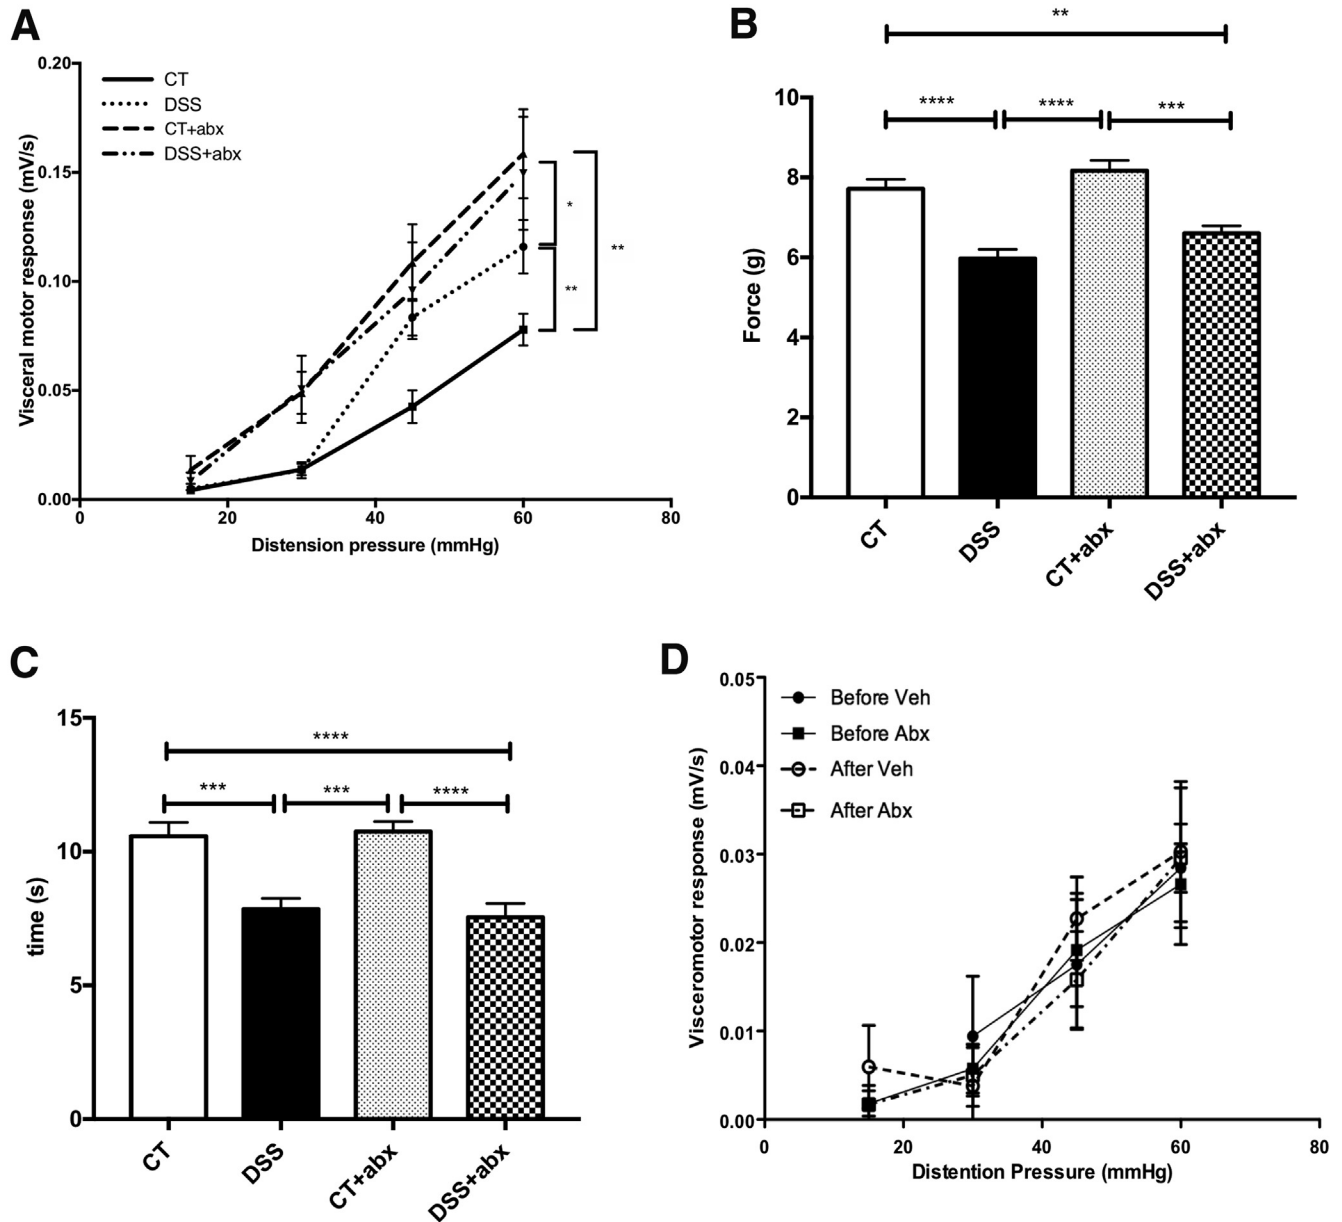 A
0.20
0.15
0.10
0.05
0.00
Visceral motor response (mV/s)
CT
DSS
CT+abx
DSS+abx
*
**
**
0
20
40
60
80
Distension pressure (mmHg)
B
**
****
****
***
10
8
6
4
2
0
Force (g)
CT
DSS
CT+abx
DSS+abx
C
15
10
5
0
time (s)
****
***
***
****
CT
DSS
CT+abx
DSS+abx
D
0.05
0.04
0.03
0.02
0.01
0.00
Visceromotor response (mV/s)
Before Veh
Before Abx
After Veh
After Abx
0
20
40
60
80
Distention Pressure (mmHg)